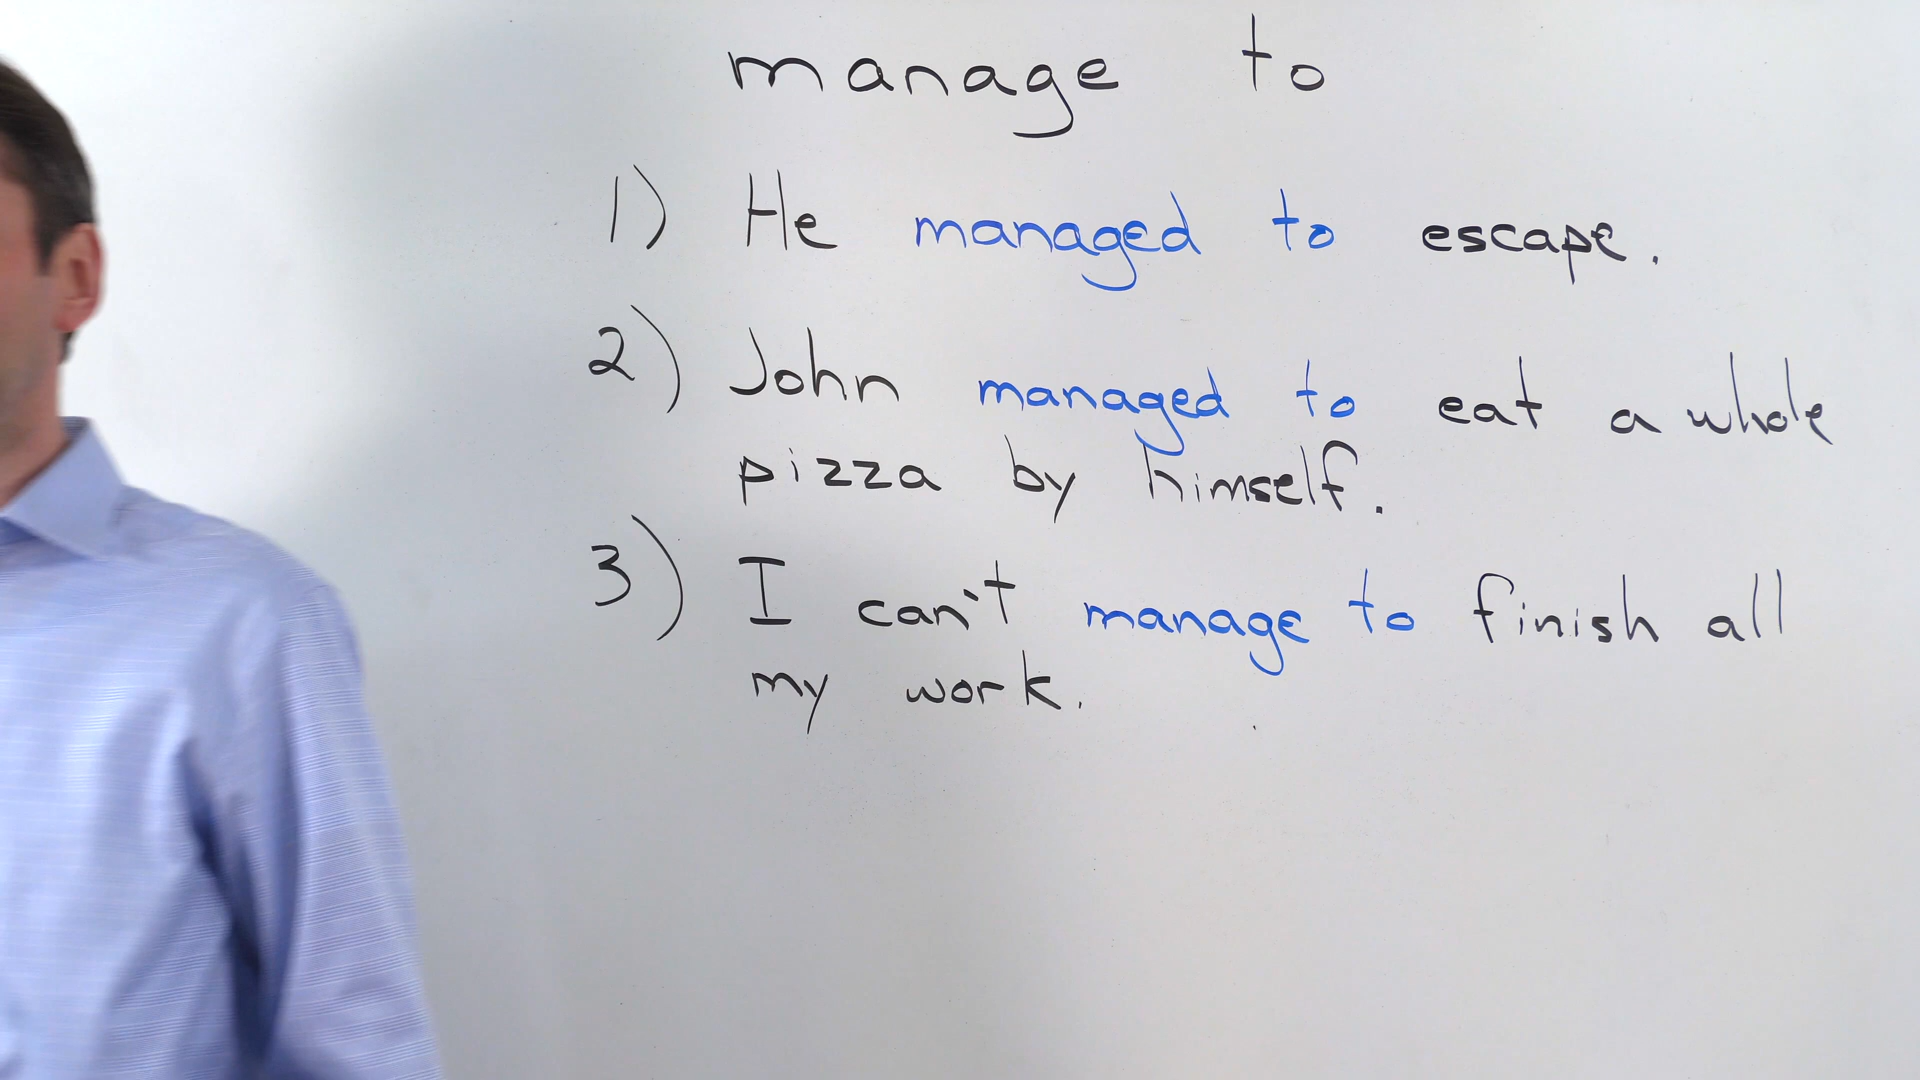 manage to
1) He managed to escape.
2) John managed to eat a whole
pizza by himself.
3) I can't manage to finish all
my work.